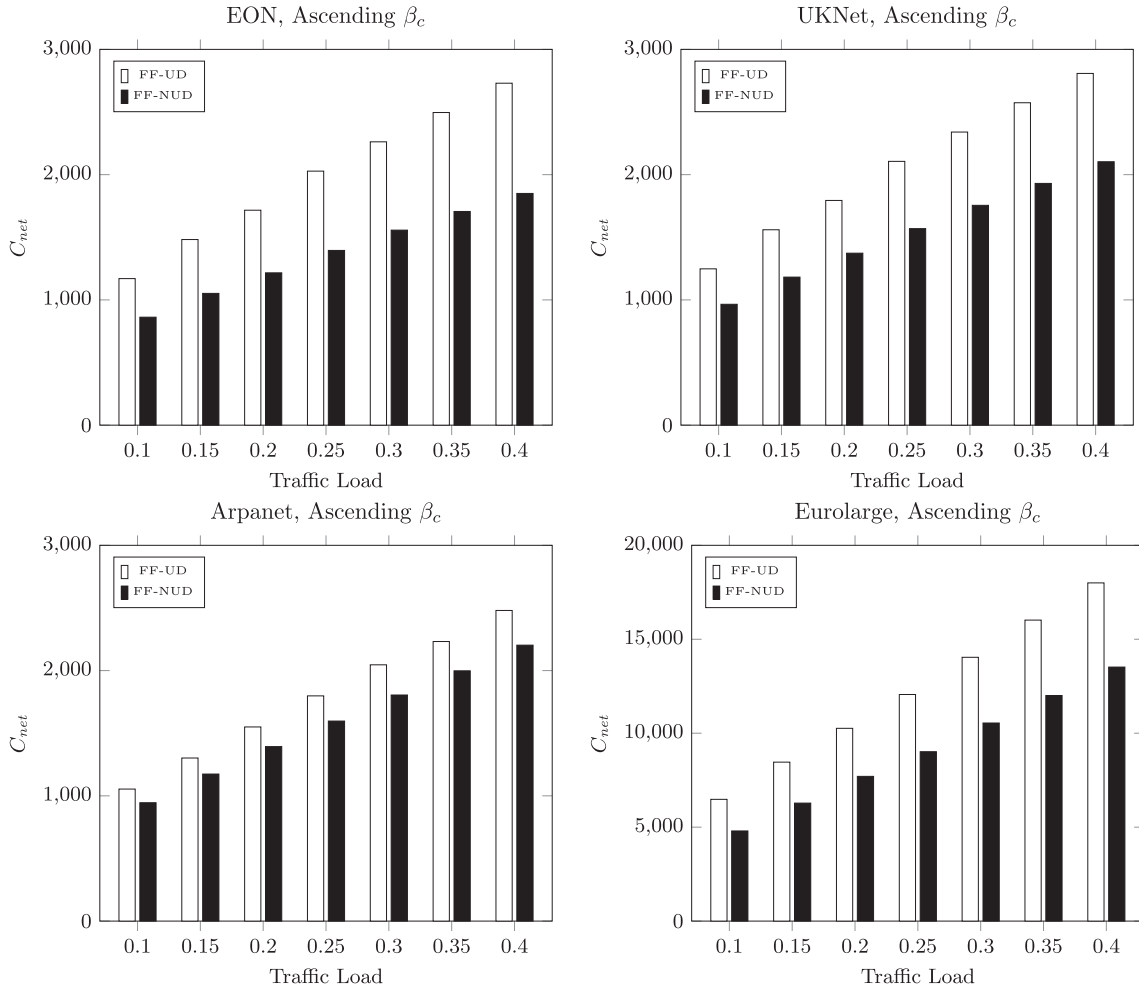 EON, Ascending βc
3,000
2,000
1,000
0
Cnet
FF-UD
FF-NUD
0.1 0.15 0.2 0.25 0.3 0.35 0.4
Traffic Load
UKNet, Ascending βc
3,000
2,000
1,000
0
Cnet
FF-UD
FF-NUD
0.1 0.15 0.2 0.25 0.3 0.35 0.4
Traffic Load
Arpanet, Ascending βc
3,000
2,000
1,000
0
Cnet
FF-UD
FF-NUD
0.1 0.15 0.2 0.25 0.3 0.35 0.4
Traffic Load
Eurolarge, Ascending βc
20,000
15,000
10,000
5,000
0
Cnet
FF-UD
FF-NUD
0.1 0.15 0.2 0.25 0.3 0.35 0.4
Traffic Load